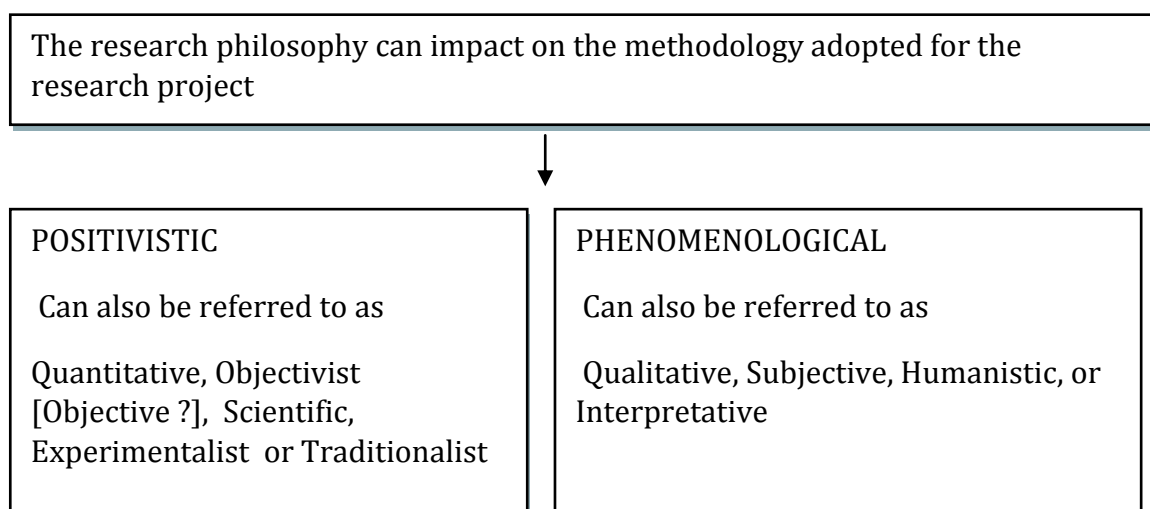 The research philosophy can impact on the methodology adopted for the
research project
POSITIVISTIC
Can also be referred to as
Quantitative, Objectivist
[Objective ?], Scientific,
Experimentalist or Traditionalist
PHENOMENOLOGICAL
Can also be referred to as
Qualitative, Subjective, Humanistic, or
Interpretative